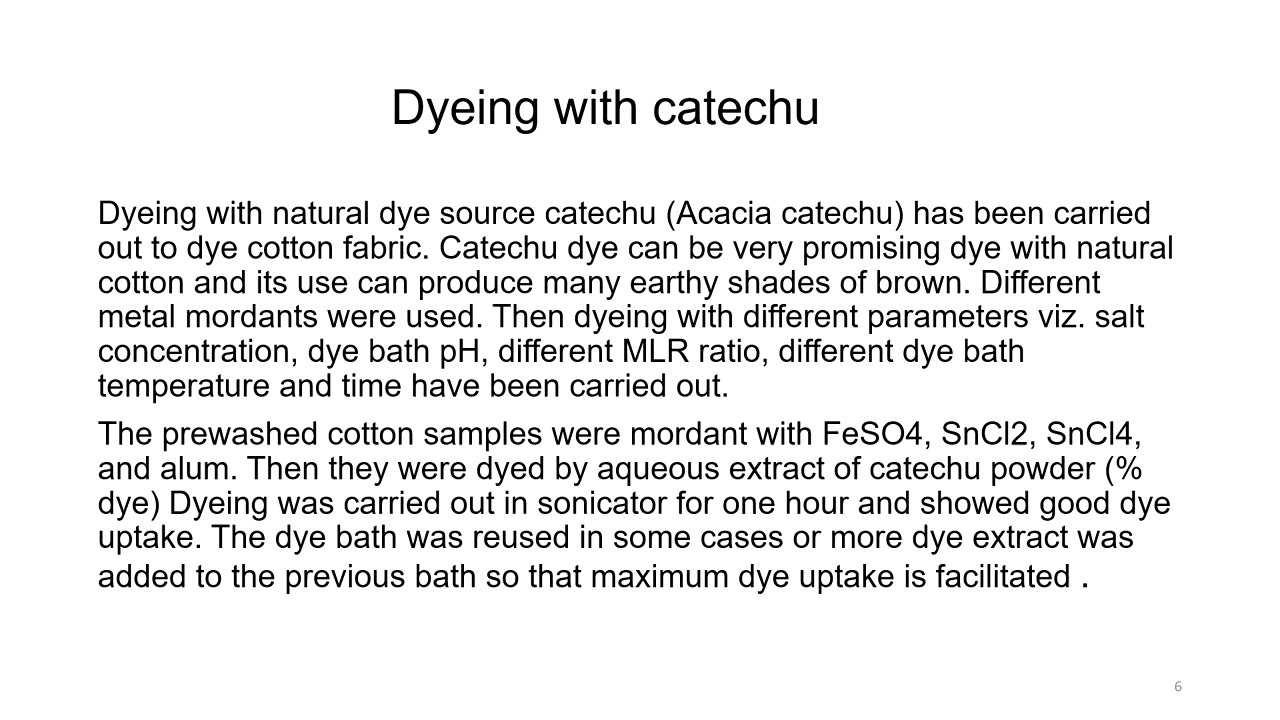 Dyeing with catechu
Dyeing with natural dye source catechu (Acacia catechu) has been carried
out to dye cotton fabric. Catechu dye can be very promising dye with natural
cotton and its use can produce many earthy shades of brown. Different
metal mordants were used. Then dyeing with different parameters viz. salt
concentration, dye bath pH, different MLR ratio, different dye bath
temperature and time have been carried out.
The prewashed cotton samples were mordant with FeSO4, SnCl2, SnCl4,
and alum. Then they were dyed by aqueous extract of catechu powder (%
dye) Dyeing was carried out in sonicator for one hour and showed good dye
uptake. The dye bath was reused in some cases or more dye extract was
added to the previous bath so that maximum dye uptake is facilitated .
6